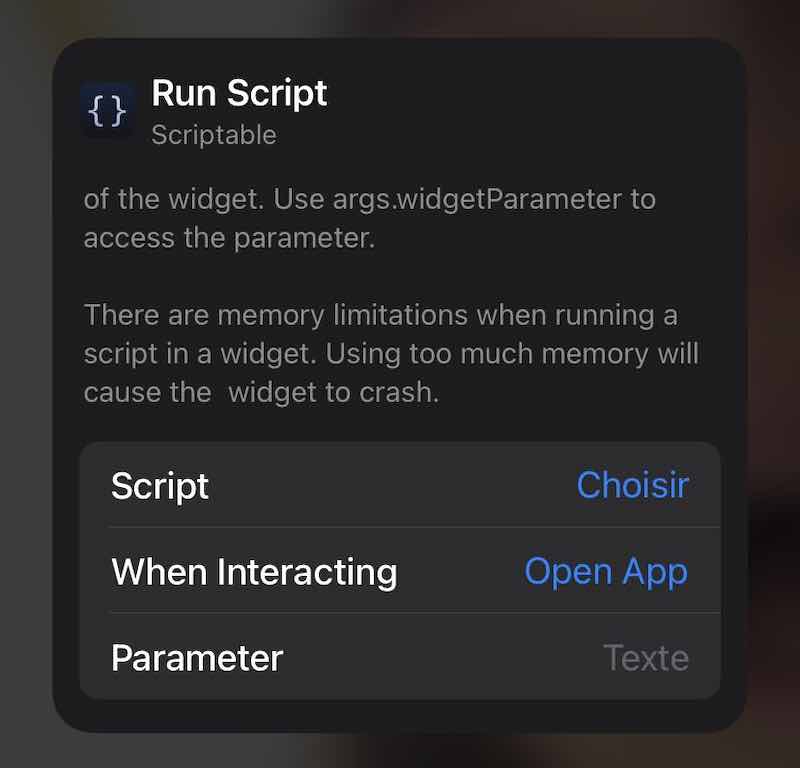 { }
Run Script
Scriptable
of the widget. Use args.widgetParameter to
access the parameter.
There are memory limitations when running a
script in a widget. Using too much memory will
cause the  widget to crash.
Script Choisir
When Interacting Open App
Parameter Texte